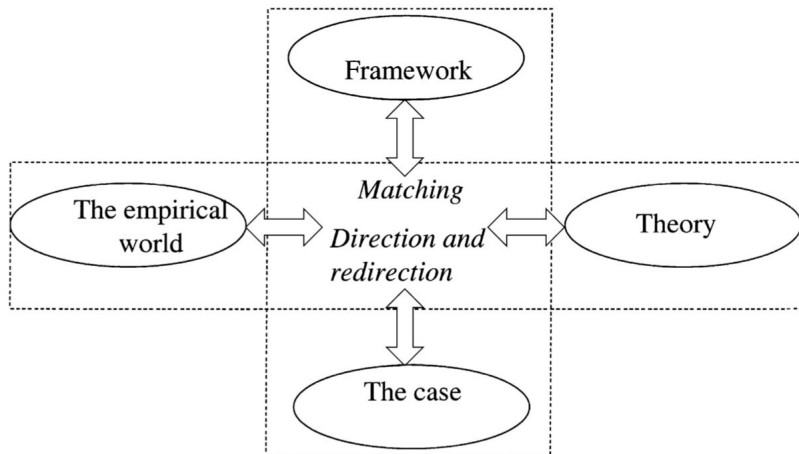 Framework
Matching
The empirical
world
Direction and
redirection
Theory
The case